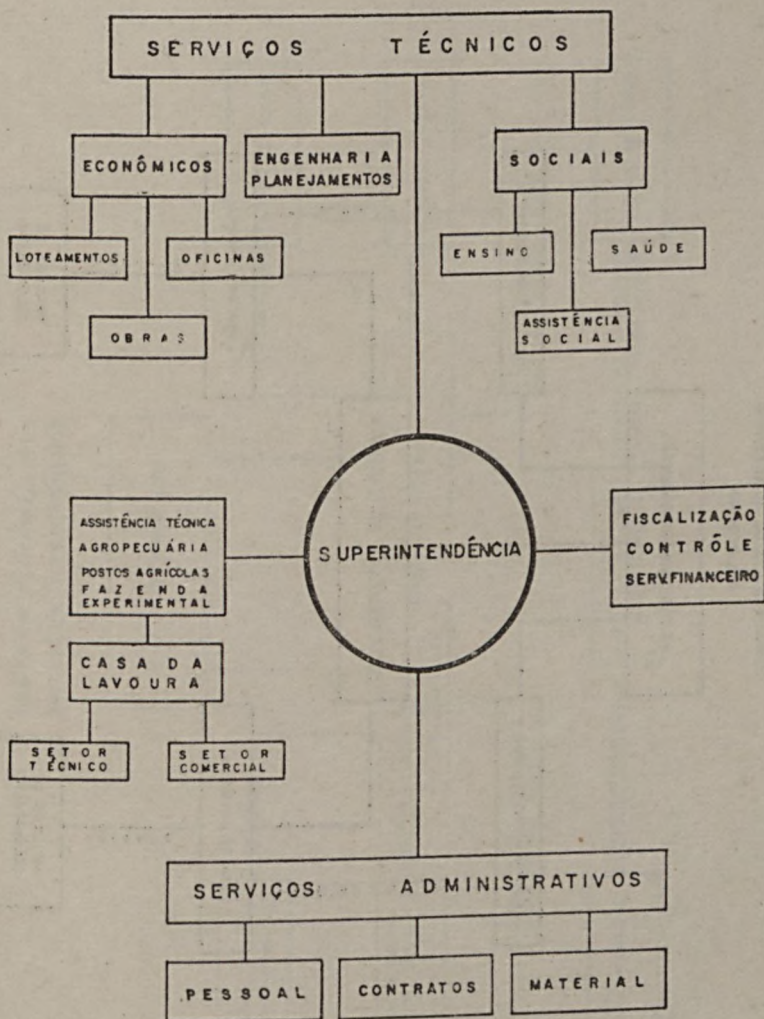 SERVIÇOS TÉCNICOS
ECONÔMICOS
ENGENHARIA
PLANEJAMENTOS
SOCIAIS
LOTEAMENTOS
OFICINAS
ENSINO
SAÚDE
OBRAS
ASSISTÊNCIA
SOCIAL
ASSISTÊNCIA TÉCNICA
AGROPECUÁRIA
POSTOS AGRÍCOLAS
FAZENDA
EXPERIMENTAL
SUPERINTENDÊNCIA
FISCALIZAÇÃO
CONTRÔLE
SERV. FINANCEIRO
CASA DA
LAVOURA
SETOR
TÉCNICO
SETOR
COMERCIAL
SERVIÇOS ADMINISTRATIVOS
PESSOAL
CONTRATOS
MATERIAL